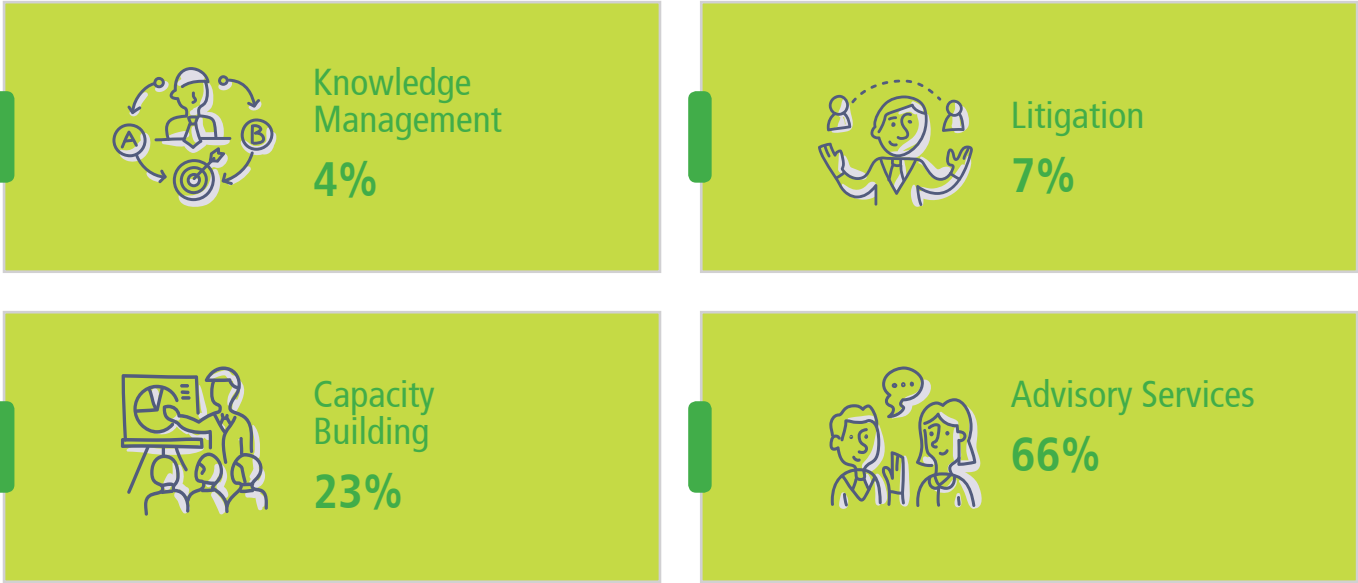 Knowledge
Management
4%
Litigation
7%
A
B
Capacity
Building
23%
Advisory Services
66%